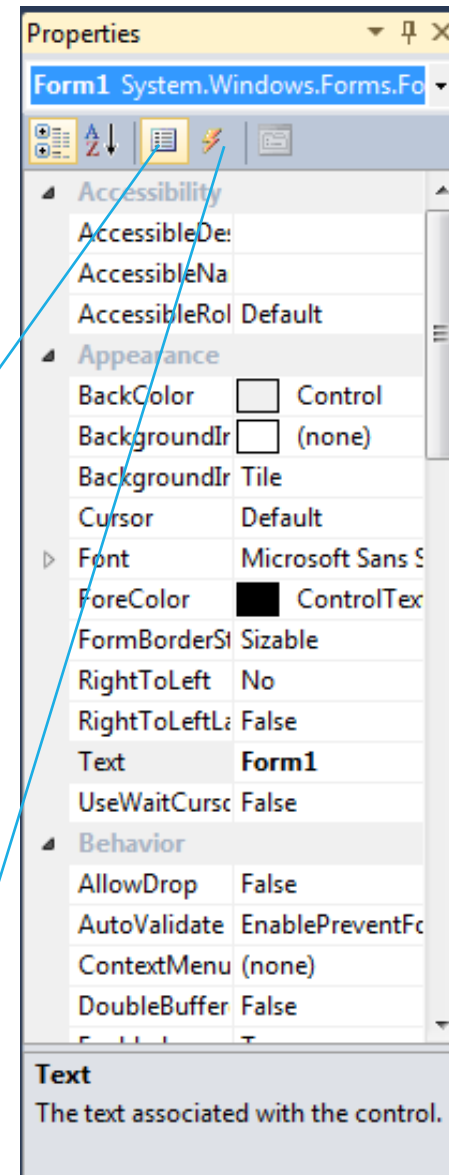 Properties
Form1 System.Windows.Forms.Fo
A Z
Accessibility
AccessibleDe
AccessibleNa
AccessibleRol Default
Appearance
BackColor Control
BackgroundIr (none)
BackgroundIr Tile
Cursor Default
Font Microsoft Sans S
ForeColor ControlTex
FormBorderSt Sizable
RightToLeft No
RightToLeftLa False
Text Form1
UseWaitCurso False
Behavior
AllowDrop False
AutoValidate EnablePreventFo
ContextMenu (none)
DoubleBuffer False
Text
The text associated with the control.